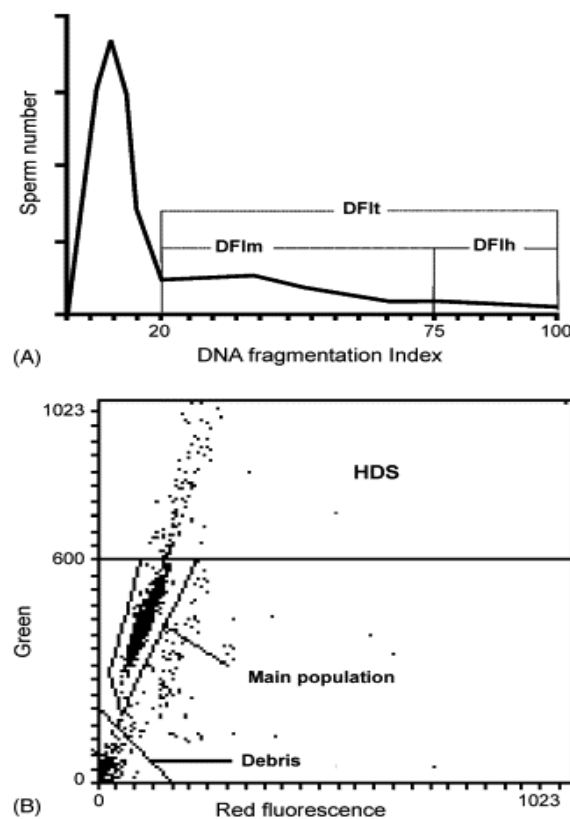 Sperm number
DFIt
DFIm DFIh
20 75 100
(A) DNA fragmentation Index
1023
HDS
600
Green
Main population
Debris
0
0 1023
(B) Red fluorescence